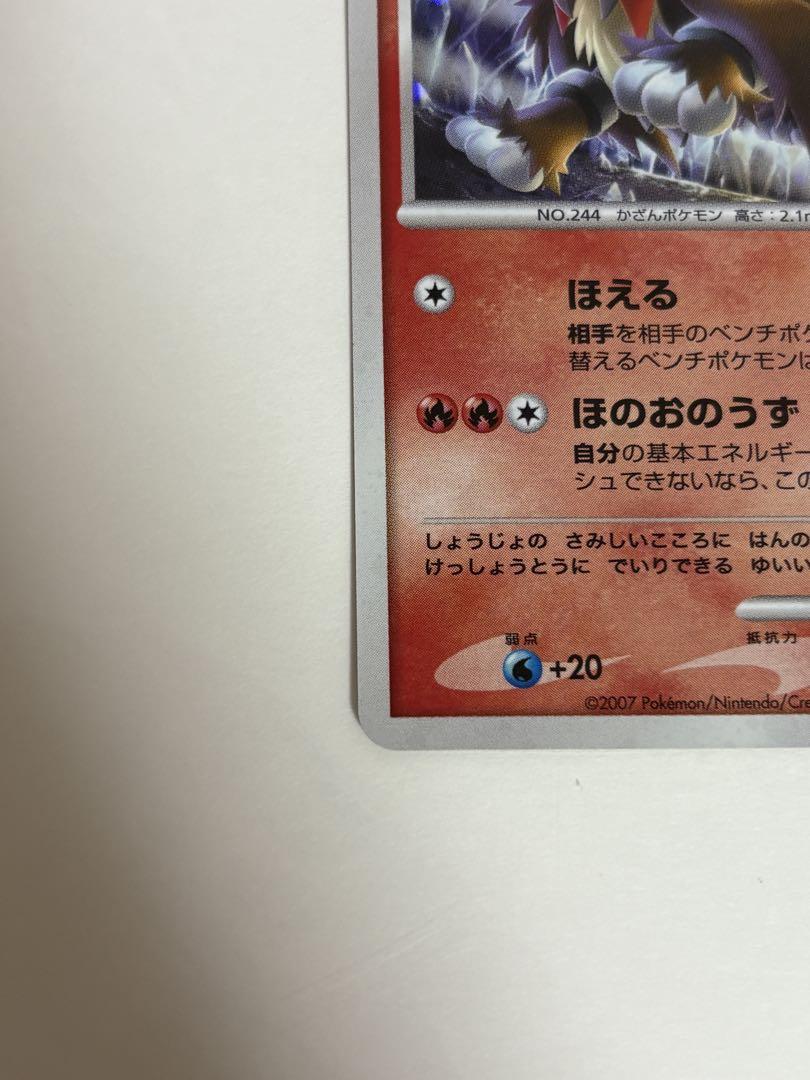 NO.244 かざんポケモン 高さ：2.1m
ほえる
相手を相手のベンチポケ
替えるベンチポケモンは
ほのおのうず
自分の基本エネルギー
シュできないなら、この
しょうじょの さみしいこころに はんの
けっしょうとうに でいりできる ゆいい
弱点
抵抗力
+20
©2007 Pokémon/Nintendo/Cre